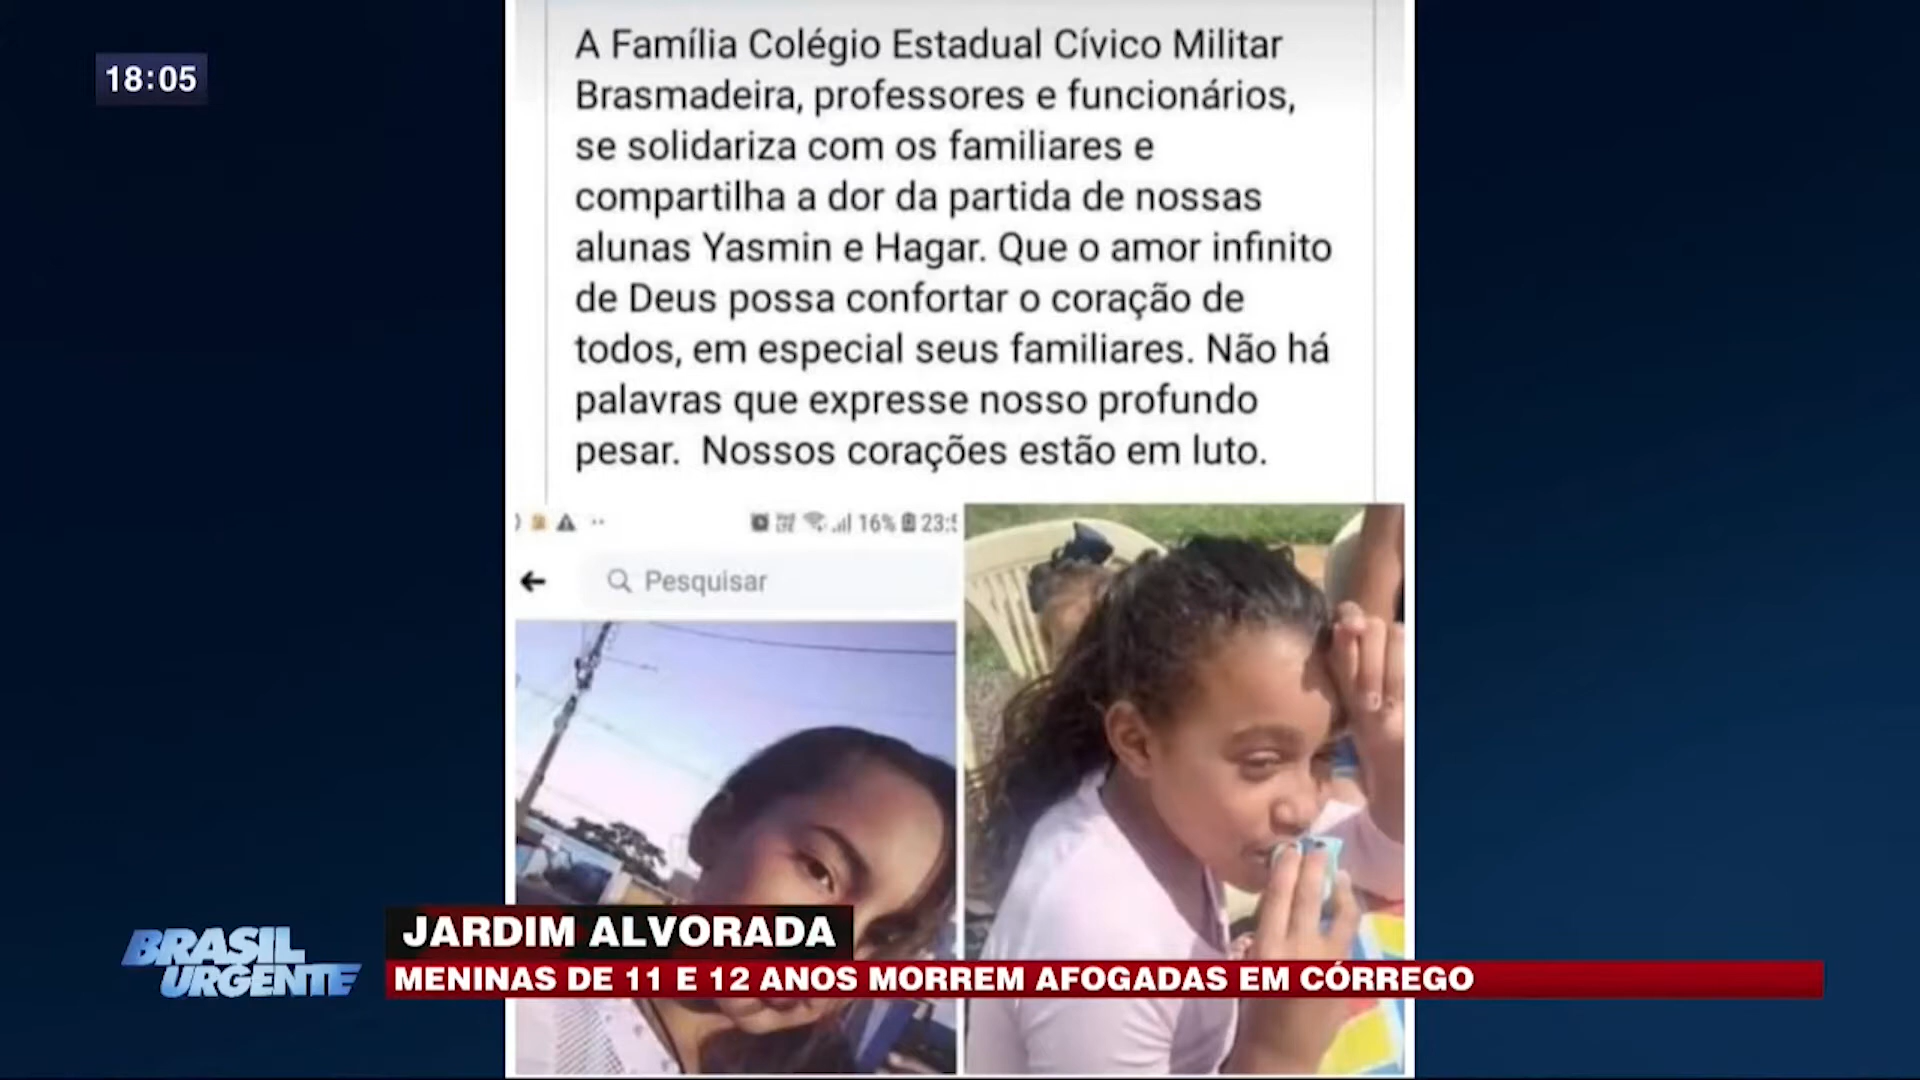 18:05
A Família Colégio Estadual Cívico Militar
Brasmadeira, professores e funcionários,
se solidariza com os familiares e
compartilha a dor da partida de nossas
alunas Yasmin e Hagar. Que o amor infinito
de Deus possa confortar o coração de
todos, em especial seus familiares. Não há
palavras que expresse nosso profundo
pesar. Nossos corações estão em luto.
16% 23:5
Pesquisar
JARDIM ALVORADA
BRASIL
URGENTE
MENINAS DE 11 E 12 ANOS MORREM AFOGADAS EM CÓRREGO